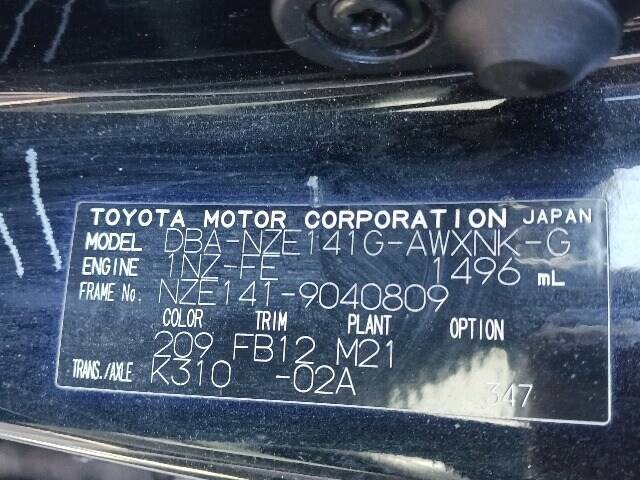 TOYOTA MOTOR CORPORATION JAPAN
MODEL DBA-NZE141G-AWXNK-G
ENGINE 1NZ-FE 1496 mL
FRAME No. NZE141-9040809
COLOR TRIM PLANT OPTION
209 FB12 M21
TRANS./AXLE K310 -02A
347